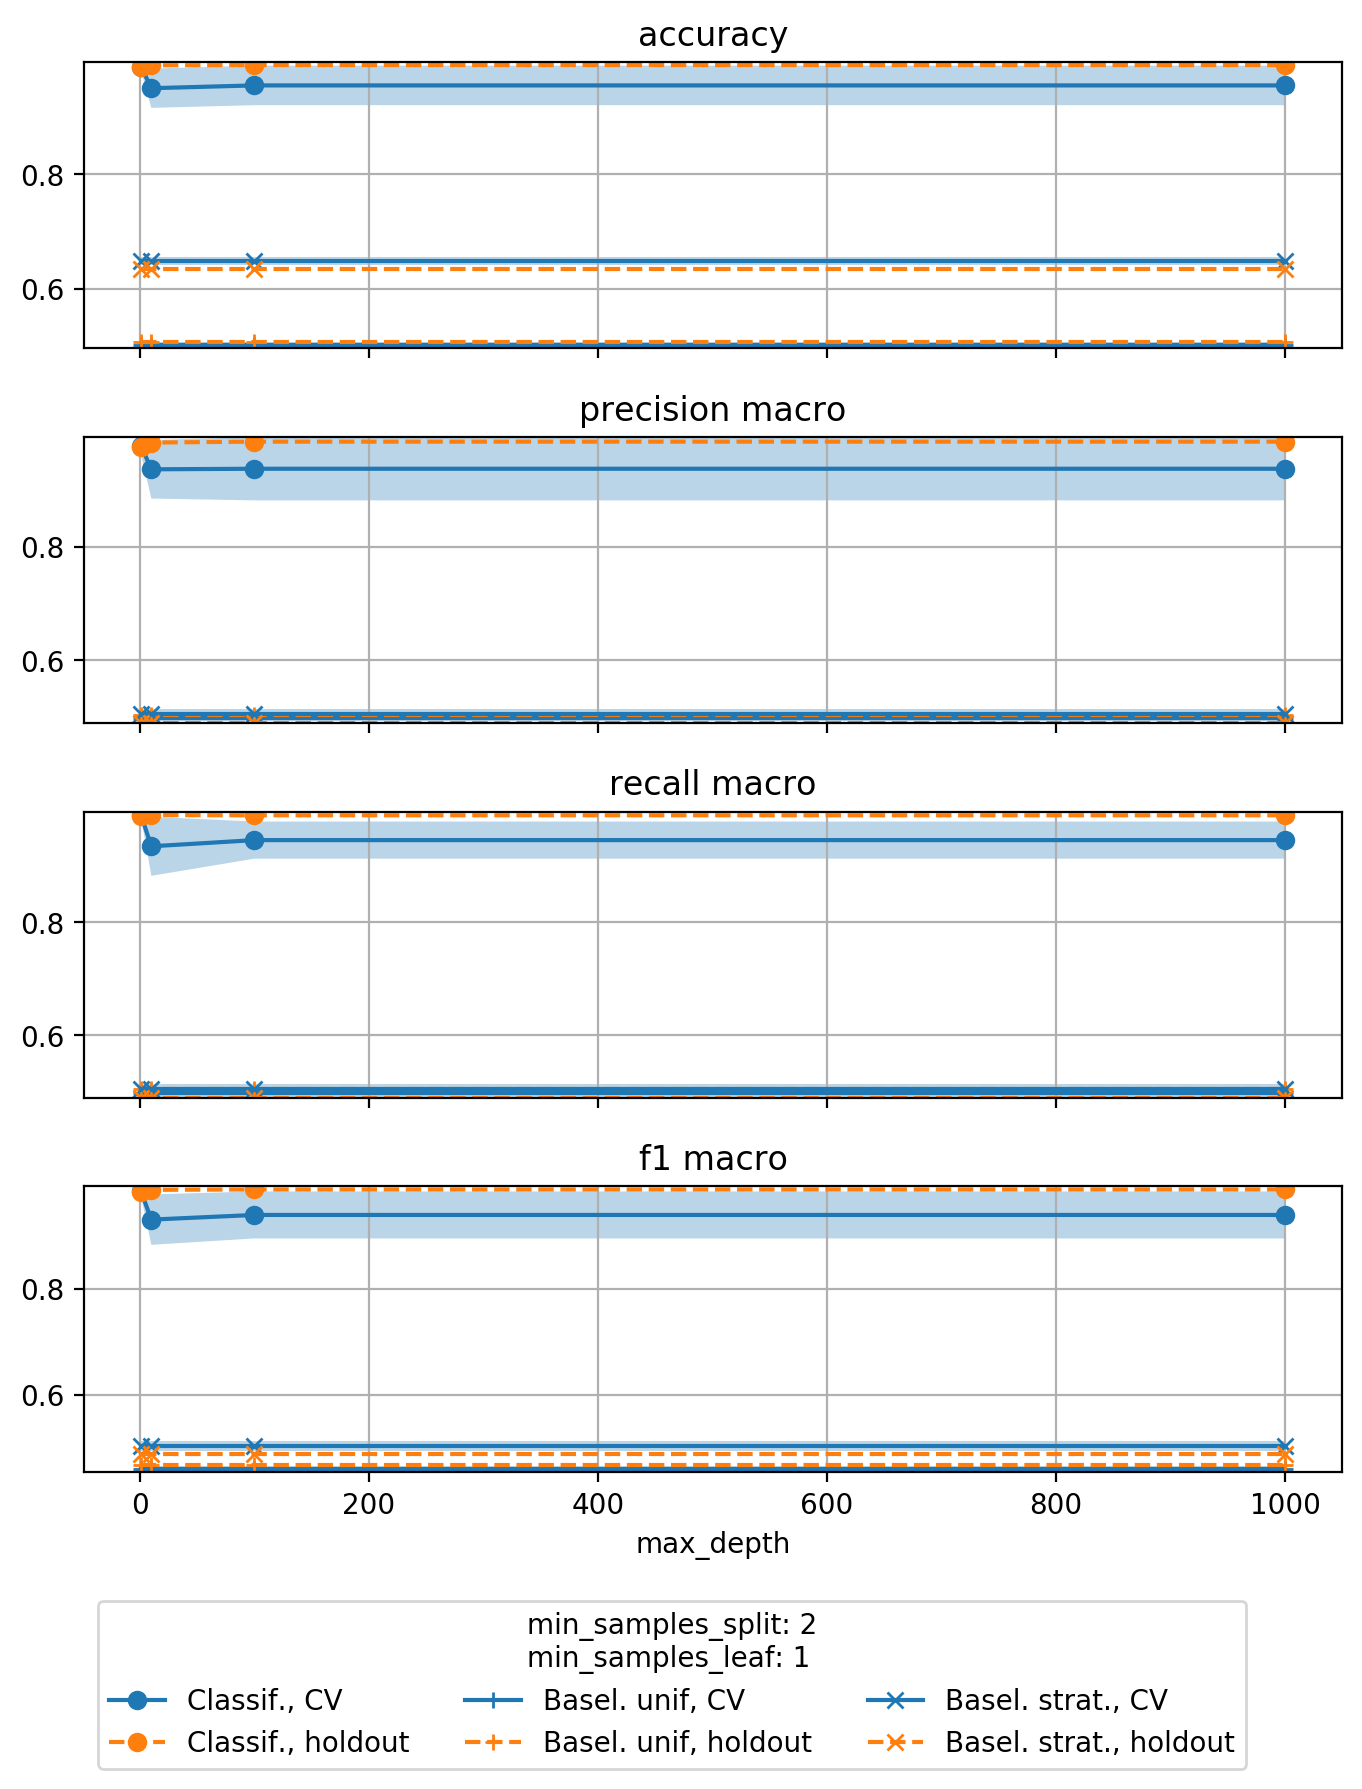 accuracy
0.8
0.6
precision macro
0.8
0.6
recall macro
0.8
0.6
f1 macro
0.8
0.6
0 200 400 600 800 1000
max_depth
min_samples_split: 2
min_samples_leaf: 1
Classif., CV Basel. unif, CV Basel. strat., CV
Classif., holdout Basel. unif, holdout Basel. strat., holdout